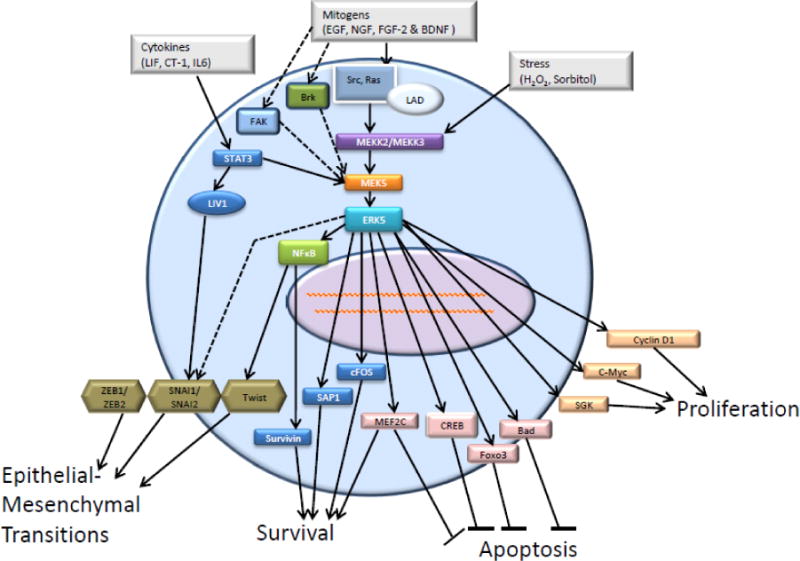 Mitogens
(EGF, NGF, FGF-2 & BDNF )
Cytokines
(LIF, CT-1, IL6)
Stress
(H₂O₂, Sorbitol)
Src, Ras
LAD
Brk
FAK
MEKK2/MEKK3
STAT3
MEK5
LIV1
ERK5
NFκB
Cyclin D1
C-Myc
SGK
Proliferation
ZEB1/
ZEB2
SNAI1/
SNAI2
Twist
cFOS
SAP1
MEF2C
CREB
Bad
Survivin
Foxo3
Epithelial-
Mesenchymal
Transitions
Survival
Apoptosis